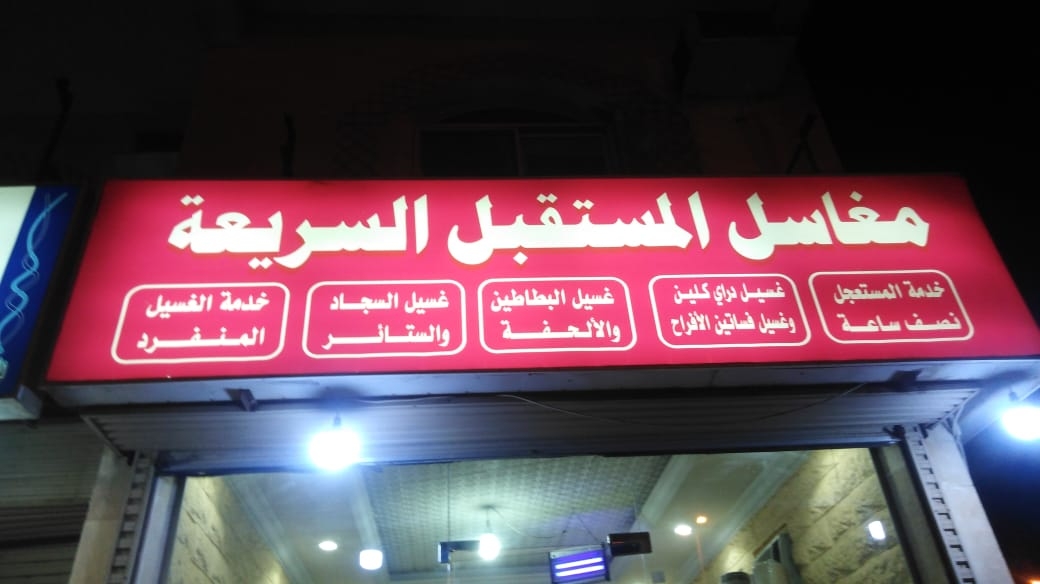 مغاسل المستقبل السريعة
خدمة المستعجل
نصف ساعة
غسيل دراي كلين
وغسيل فساتين الأفراح
غسيل البطاطين
والألحفة
غسيل السجاد
والستائر
خدمة الغسيل
المنفرد